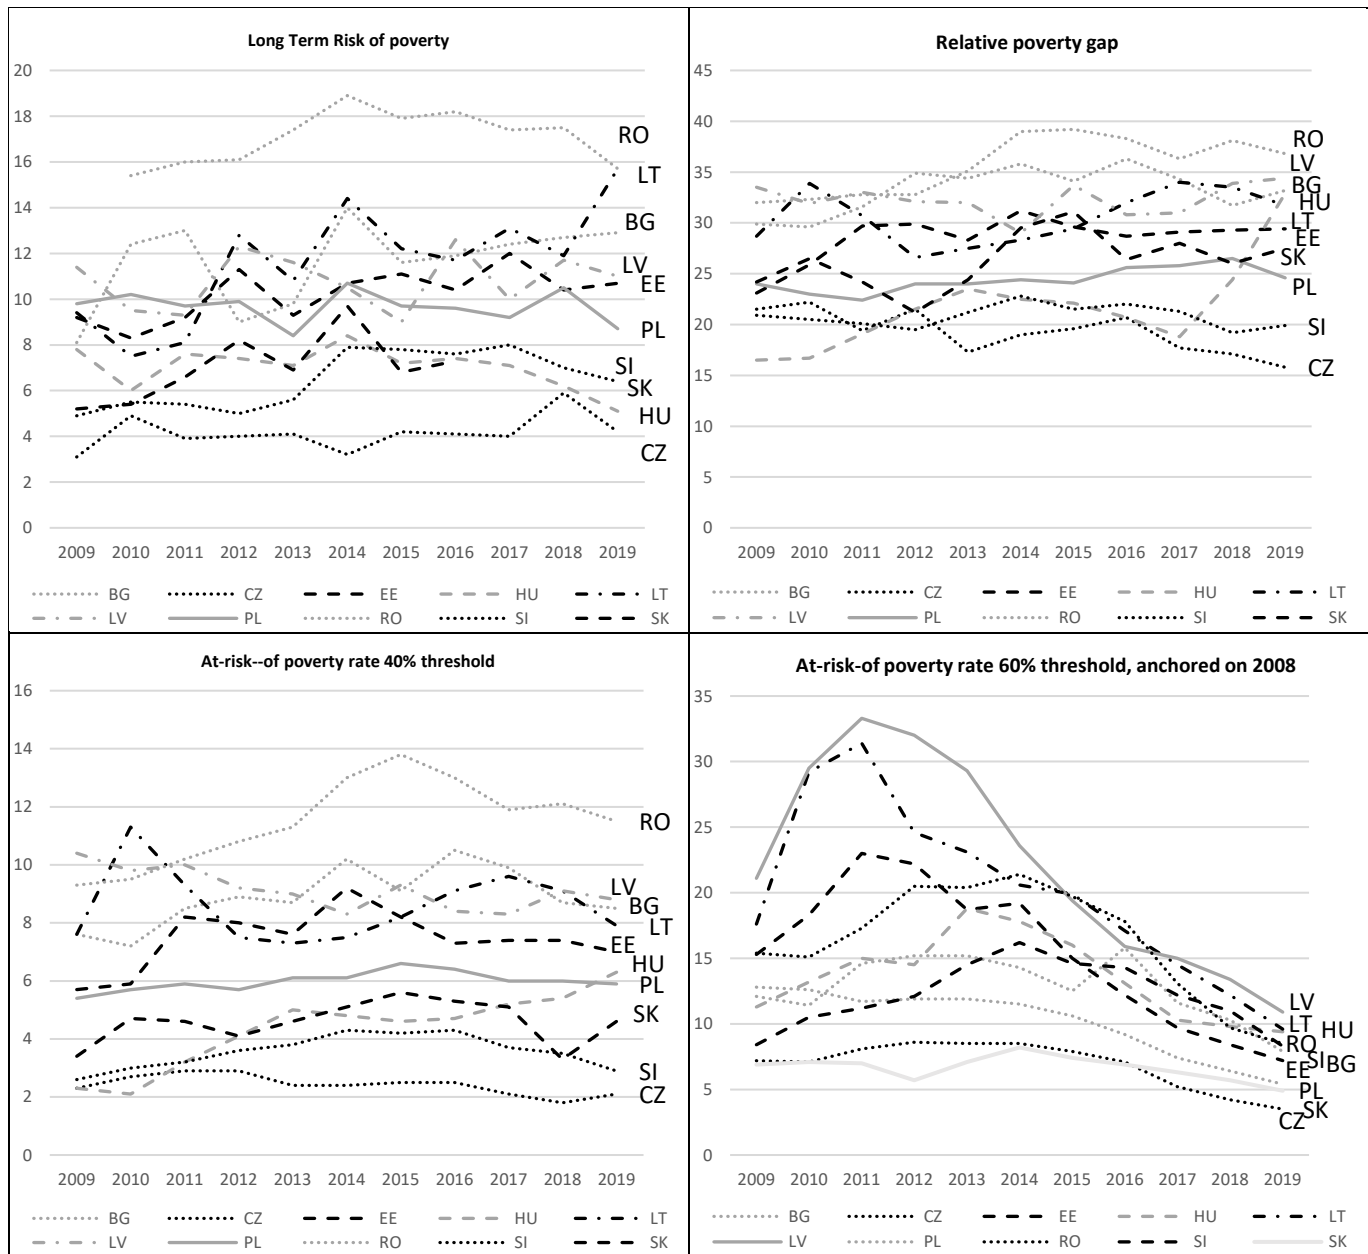 Long Term Risk of poverty
20
18
16
14
12
10
8
6
4
2
0
RO
LT
BG
LV
EE
PL
SI
SK
HU
CZ
2009 2010 2011 2012 2013 2014 2015 2016 2017 2018 2019
BG CZ EE HU LT
LV PL RO SI SK
Relative poverty gap
45
40
35
30
25
20
15
10
5
0
RO
LV
BG
HU
LT
EE
SK
PL
SI
CZ
2009 2010 2011 2012 2013 2014 2015 2016 2017 2018 2019
BG CZ EE HU LT
LV PL RO SI SK
At-risk--of poverty rate 40% threshold
16
14
12
10
8
6
4
2
0
RO
LV
BG
LT
EE
HU
PL
SK
SI
CZ
2009 2010 2011 2012 2013 2014 2015 2016 2017 2018 2019
BG CZ EE HU LT
LV PL RO SI SK
At-risk-of poverty rate 60% threshold, anchored on 2008
35
30
25
20
15
10
5
0
LV
LT HU
RO
SI BG
EE
PL
SK
CZ
2009 2010 2011 2012 2013 2014 2015 2016 2017 2018 2019
BG CZ EE HU LT
LV PL RO SI SK